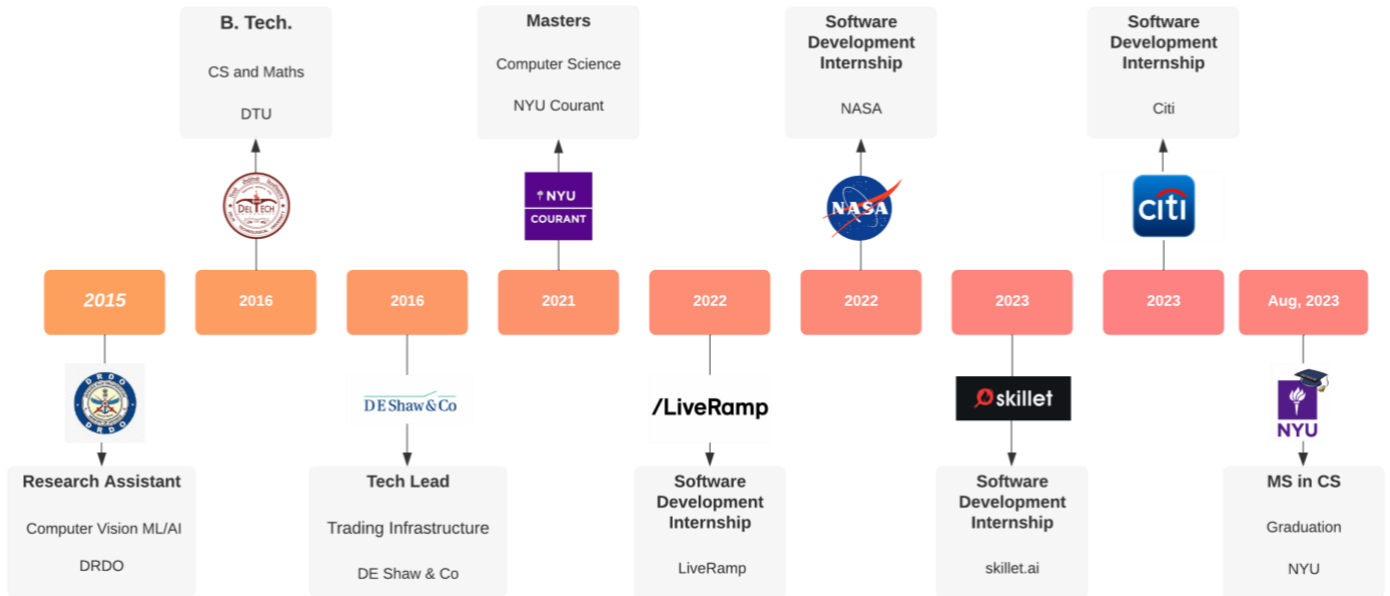 B. Tech.
CS and Maths
DTU
Masters
Computer Science
NYU Courant
Software
Development
Internship
NASA
Software
Development
Internship
Citi
DELTECH
NYU
COURANT
NASA
citi
2015
2016
2016
2021
2022
2022
2023
2023
Aug, 2023
DRDO
DRDO
DE Shaw & Co
/LiveRamp
skillet
NYU
Research Assistant
Computer Vision ML/AI
DRDO
Tech Lead
Trading Infrastructure
DE Shaw & Co
Software
Development
Internship
LiveRamp
Software
Development
Internship
skillet.ai
MS in CS
Graduation
NYU